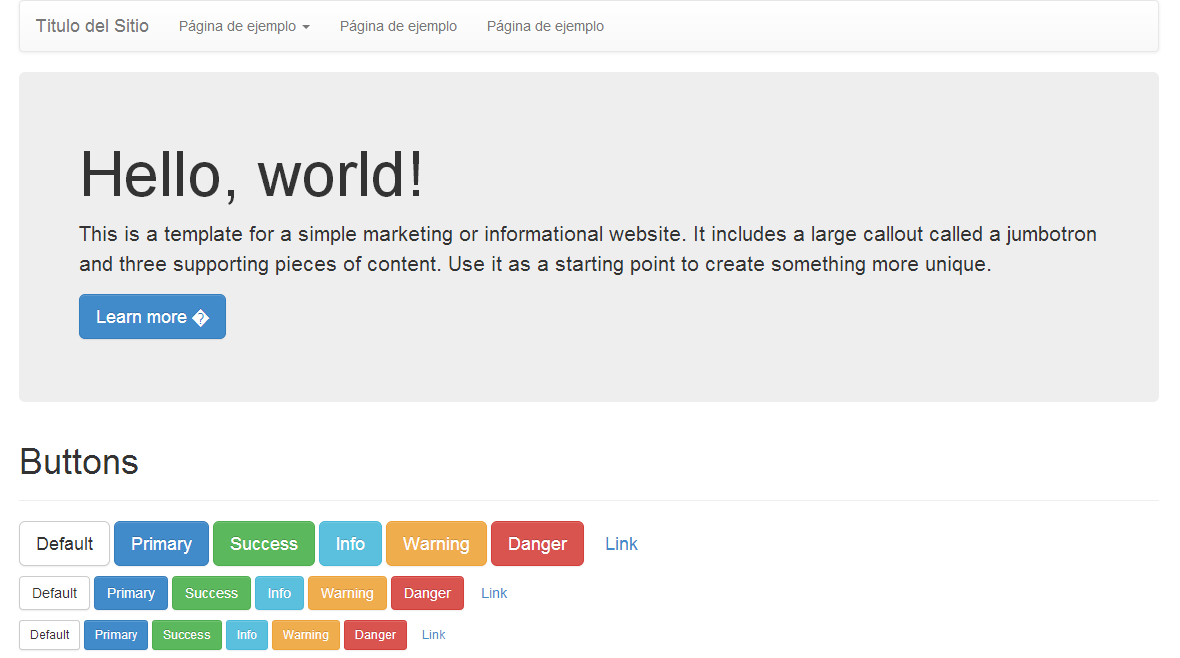 Titulo del Sitio Página de ejemplo Página de ejemplo Página de ejemplo
Hello, world!
This is a template for a simple marketing or informational website. It includes a large callout called a jumbotron
and three supporting pieces of content. Use it as a starting point to create something more unique.
Learn more �
Buttons
Default Primary Success Info Warning Danger Link
Default Primary Success Info Warning Danger Link
Default Primary Success Info Warning Danger Link